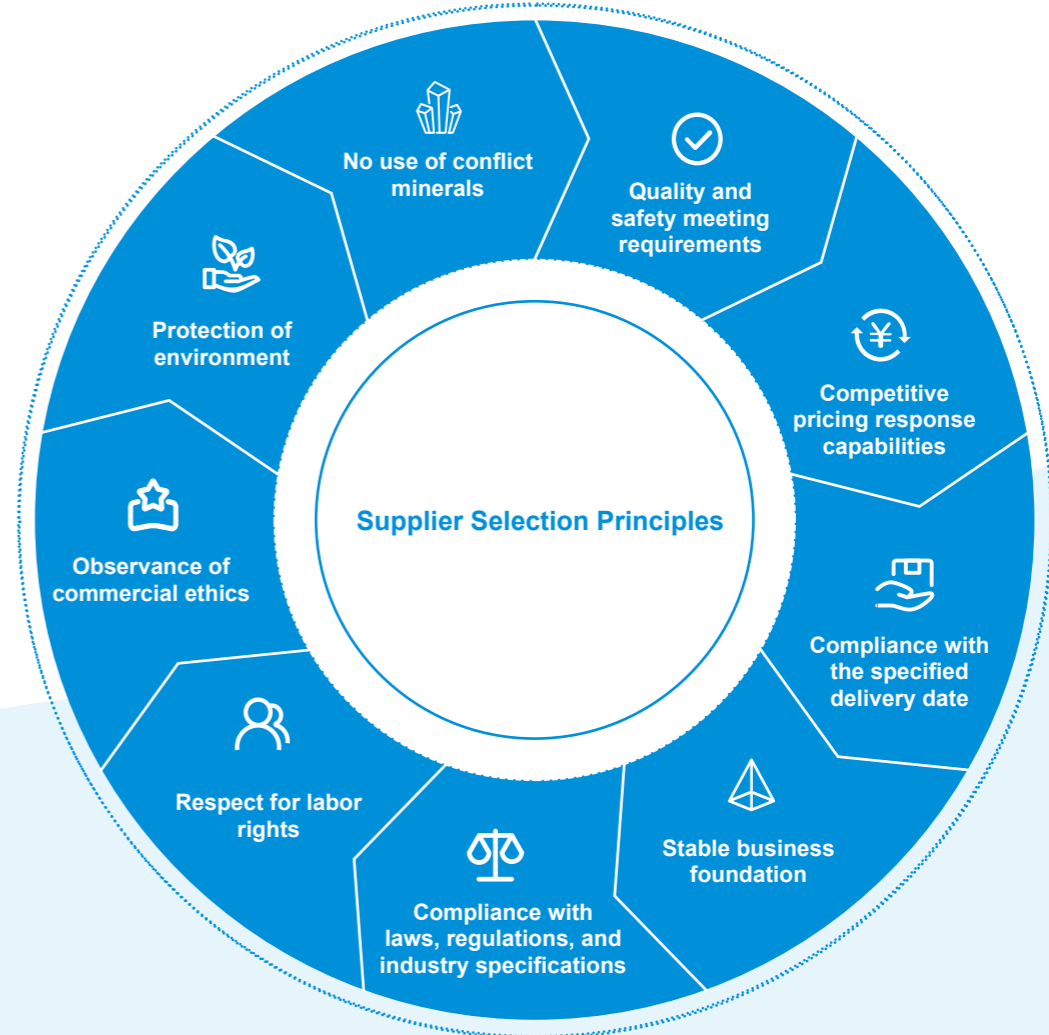 No use of conflict
minerals
Quality and
safety meeting
requirements
Protection of
environment
¥
Competitive
pricing response
capabilities
Supplier Selection Principles
Observance of
commercial ethics
Compliance with
the specified
delivery date
Respect for labor
rights
Stable business
foundation
Compliance with
laws, regulations, and
industry specifications